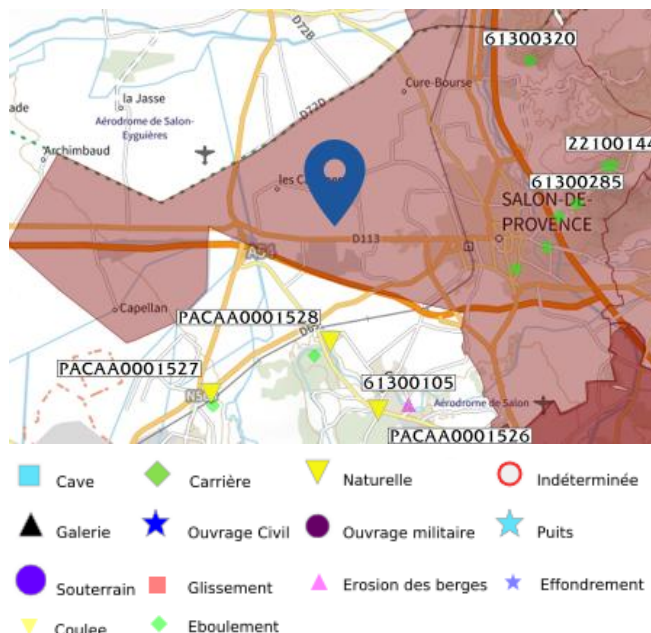 61300320
D72B
Cure-Bourse
la Jasse
ade
Aérodrome de Salon-
Eyguières
D72D
22100144
Archimbaud
61300285
SALON-DE-
PROVENCE
D113
A54
Capellan
PACAA0001528
PACAA0001527
61300105
Aérodrome de Salon
PACAA0001526
Cave
Carrière
Naturelle
Indéterminée
Galerie
Ouvrage Civil
Ouvrage militaire
Puits
Souterrain
Glissement
Erosion des berges
Effondrement
Coulee
Eboulement